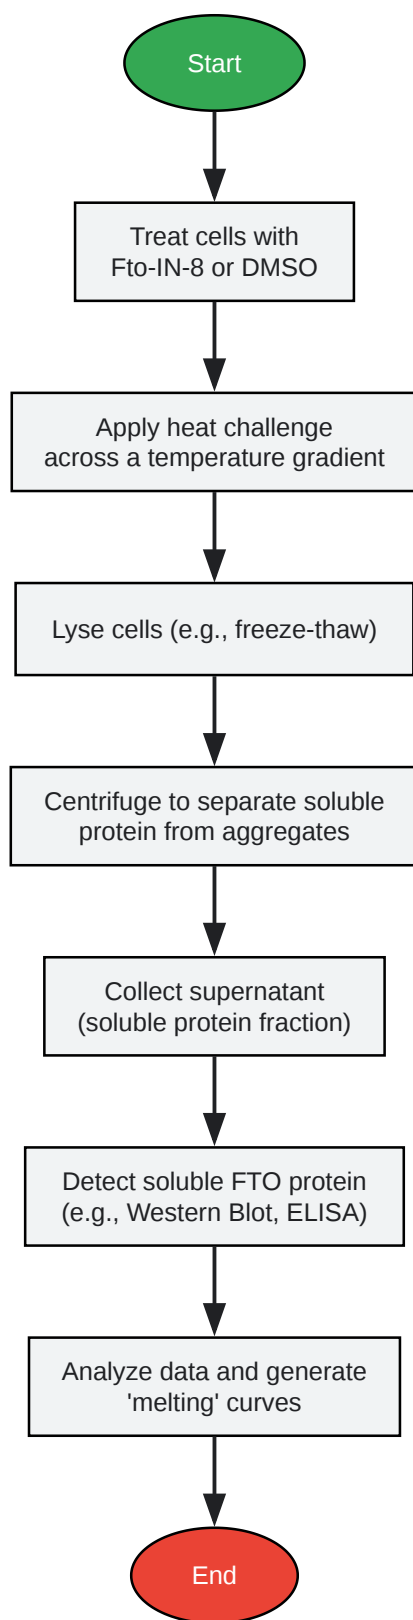 Start
Treat cells with
Fto-IN-8 or DMSO
Apply heat challenge
across a temperature gradient
Lyse cells (e.g., freeze-thaw)
Centrifuge to separate soluble
protein from aggregates
Collect supernatant
(soluble protein fraction)
Detect soluble FTO protein
(e.g., Western Blot, ELISA)
Analyze data and generate
'melting' curves
End